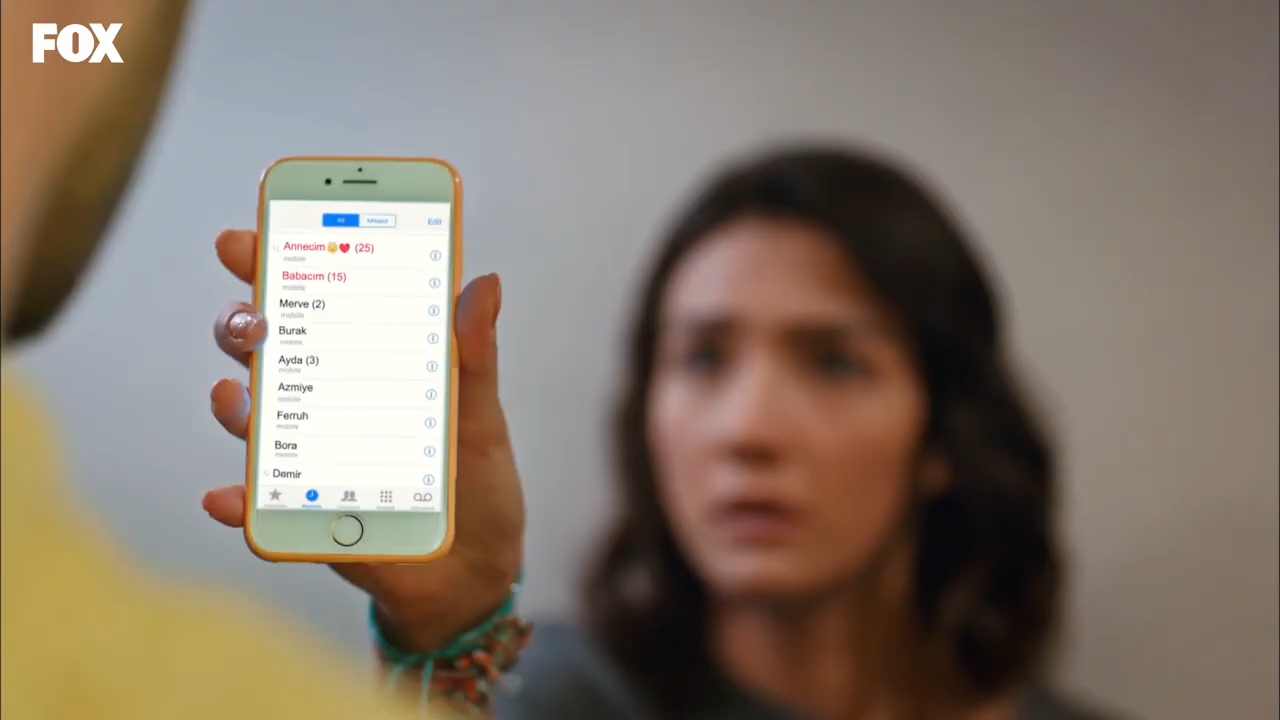 FOX
All Missed Edit
Annecim😊❤️ (25)
mobile
Babacım (15)
mobile
Merve (2)
mobile
Burak
mobile
Ayda (3)
mobile
Azmiye
mobile
Ferruh
mobile
Bora
mobile
Demir